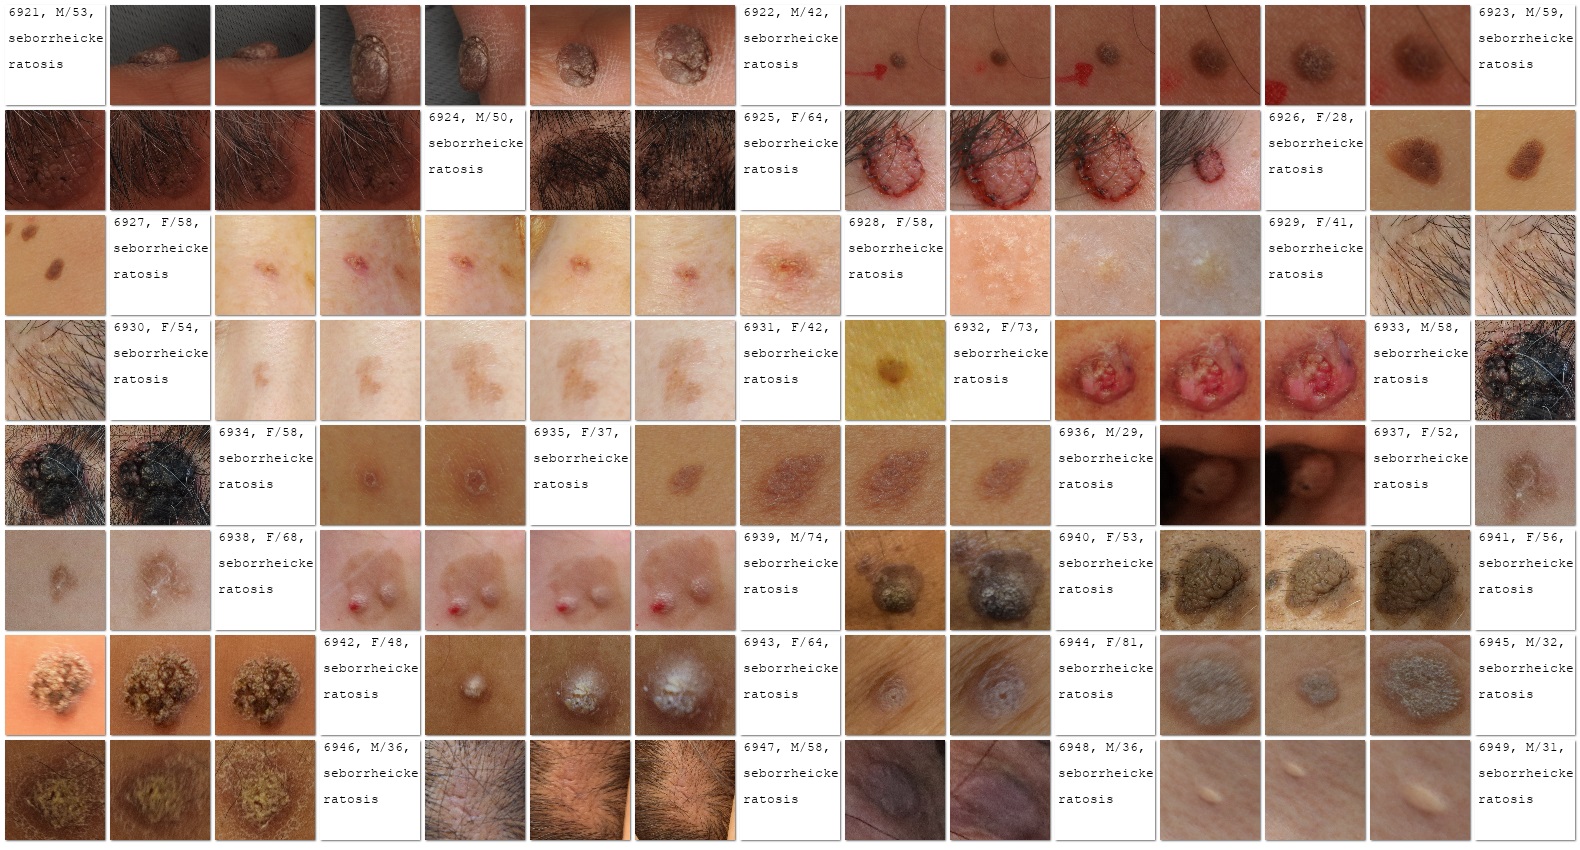 6921, M/53,
seborrheicke
ratosis
6922, M/42,
seborrheicke
ratosis
6923, M/59,
seborrheicke
ratosis
6924, M/50,
seborrheicke
ratosis
6925, F/64,
seborrheicke
ratosis
6926, F/28,
seborrheicke
ratosis
6927, F/58,
seborrheicke
ratosis
6928, F/58,
seborrheicke
ratosis
6929, F/41,
seborrheicke
ratosis
6930, F/54,
seborrheicke
ratosis
6931, F/42,
seborrheicke
ratosis
6932, F/73,
seborrheicke
ratosis
6933, M/58,
seborrheicke
ratosis
6934, F/58,
seborrheicke
ratosis
6935, F/37,
seborrheicke
ratosis
6936, M/29,
seborrheicke
ratosis
6937, F/52,
seborrheicke
ratosis
6938, F/68,
seborrheicke
ratosis
6939, M/74,
seborrheicke
ratosis
6940, F/53,
seborrheicke
ratosis
6941, F/56,
seborrheicke
ratosis
6942, F/48,
seborrheicke
ratosis
6943, F/64,
seborrheicke
ratosis
6944, F/81,
seborrheicke
ratosis
6945, M/32,
seborrheicke
ratosis
6946, M/36,
seborrheicke
ratosis
6947, M/58,
seborrheicke
ratosis
6948, M/36,
seborrheicke
ratosis
6949, M/31,
seborrheicke
ratosis